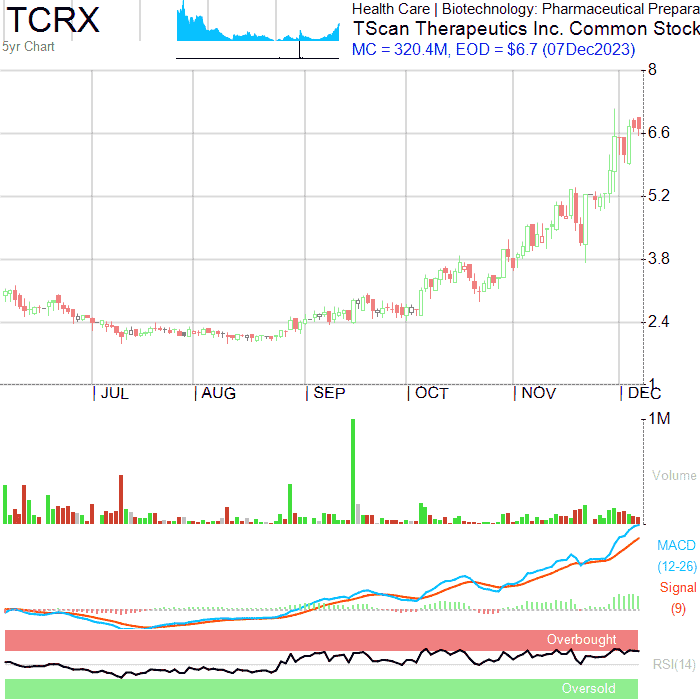 TCRX
5yr Chart
Health Care | Biotechnology: Pharmaceutical Prepara
TScan Therapeutics Inc. Common Stock
MC = 320.4M, EOD = $6.7 (07Dec2023)
8
6.6
5.2
3.8
2.4
1
JUL
AUG
SEP
OCT
NOV
DEC
1M
Volume
MACD
(12-26)
Signal
(9)
Overbought
RSI(14)
Oversold